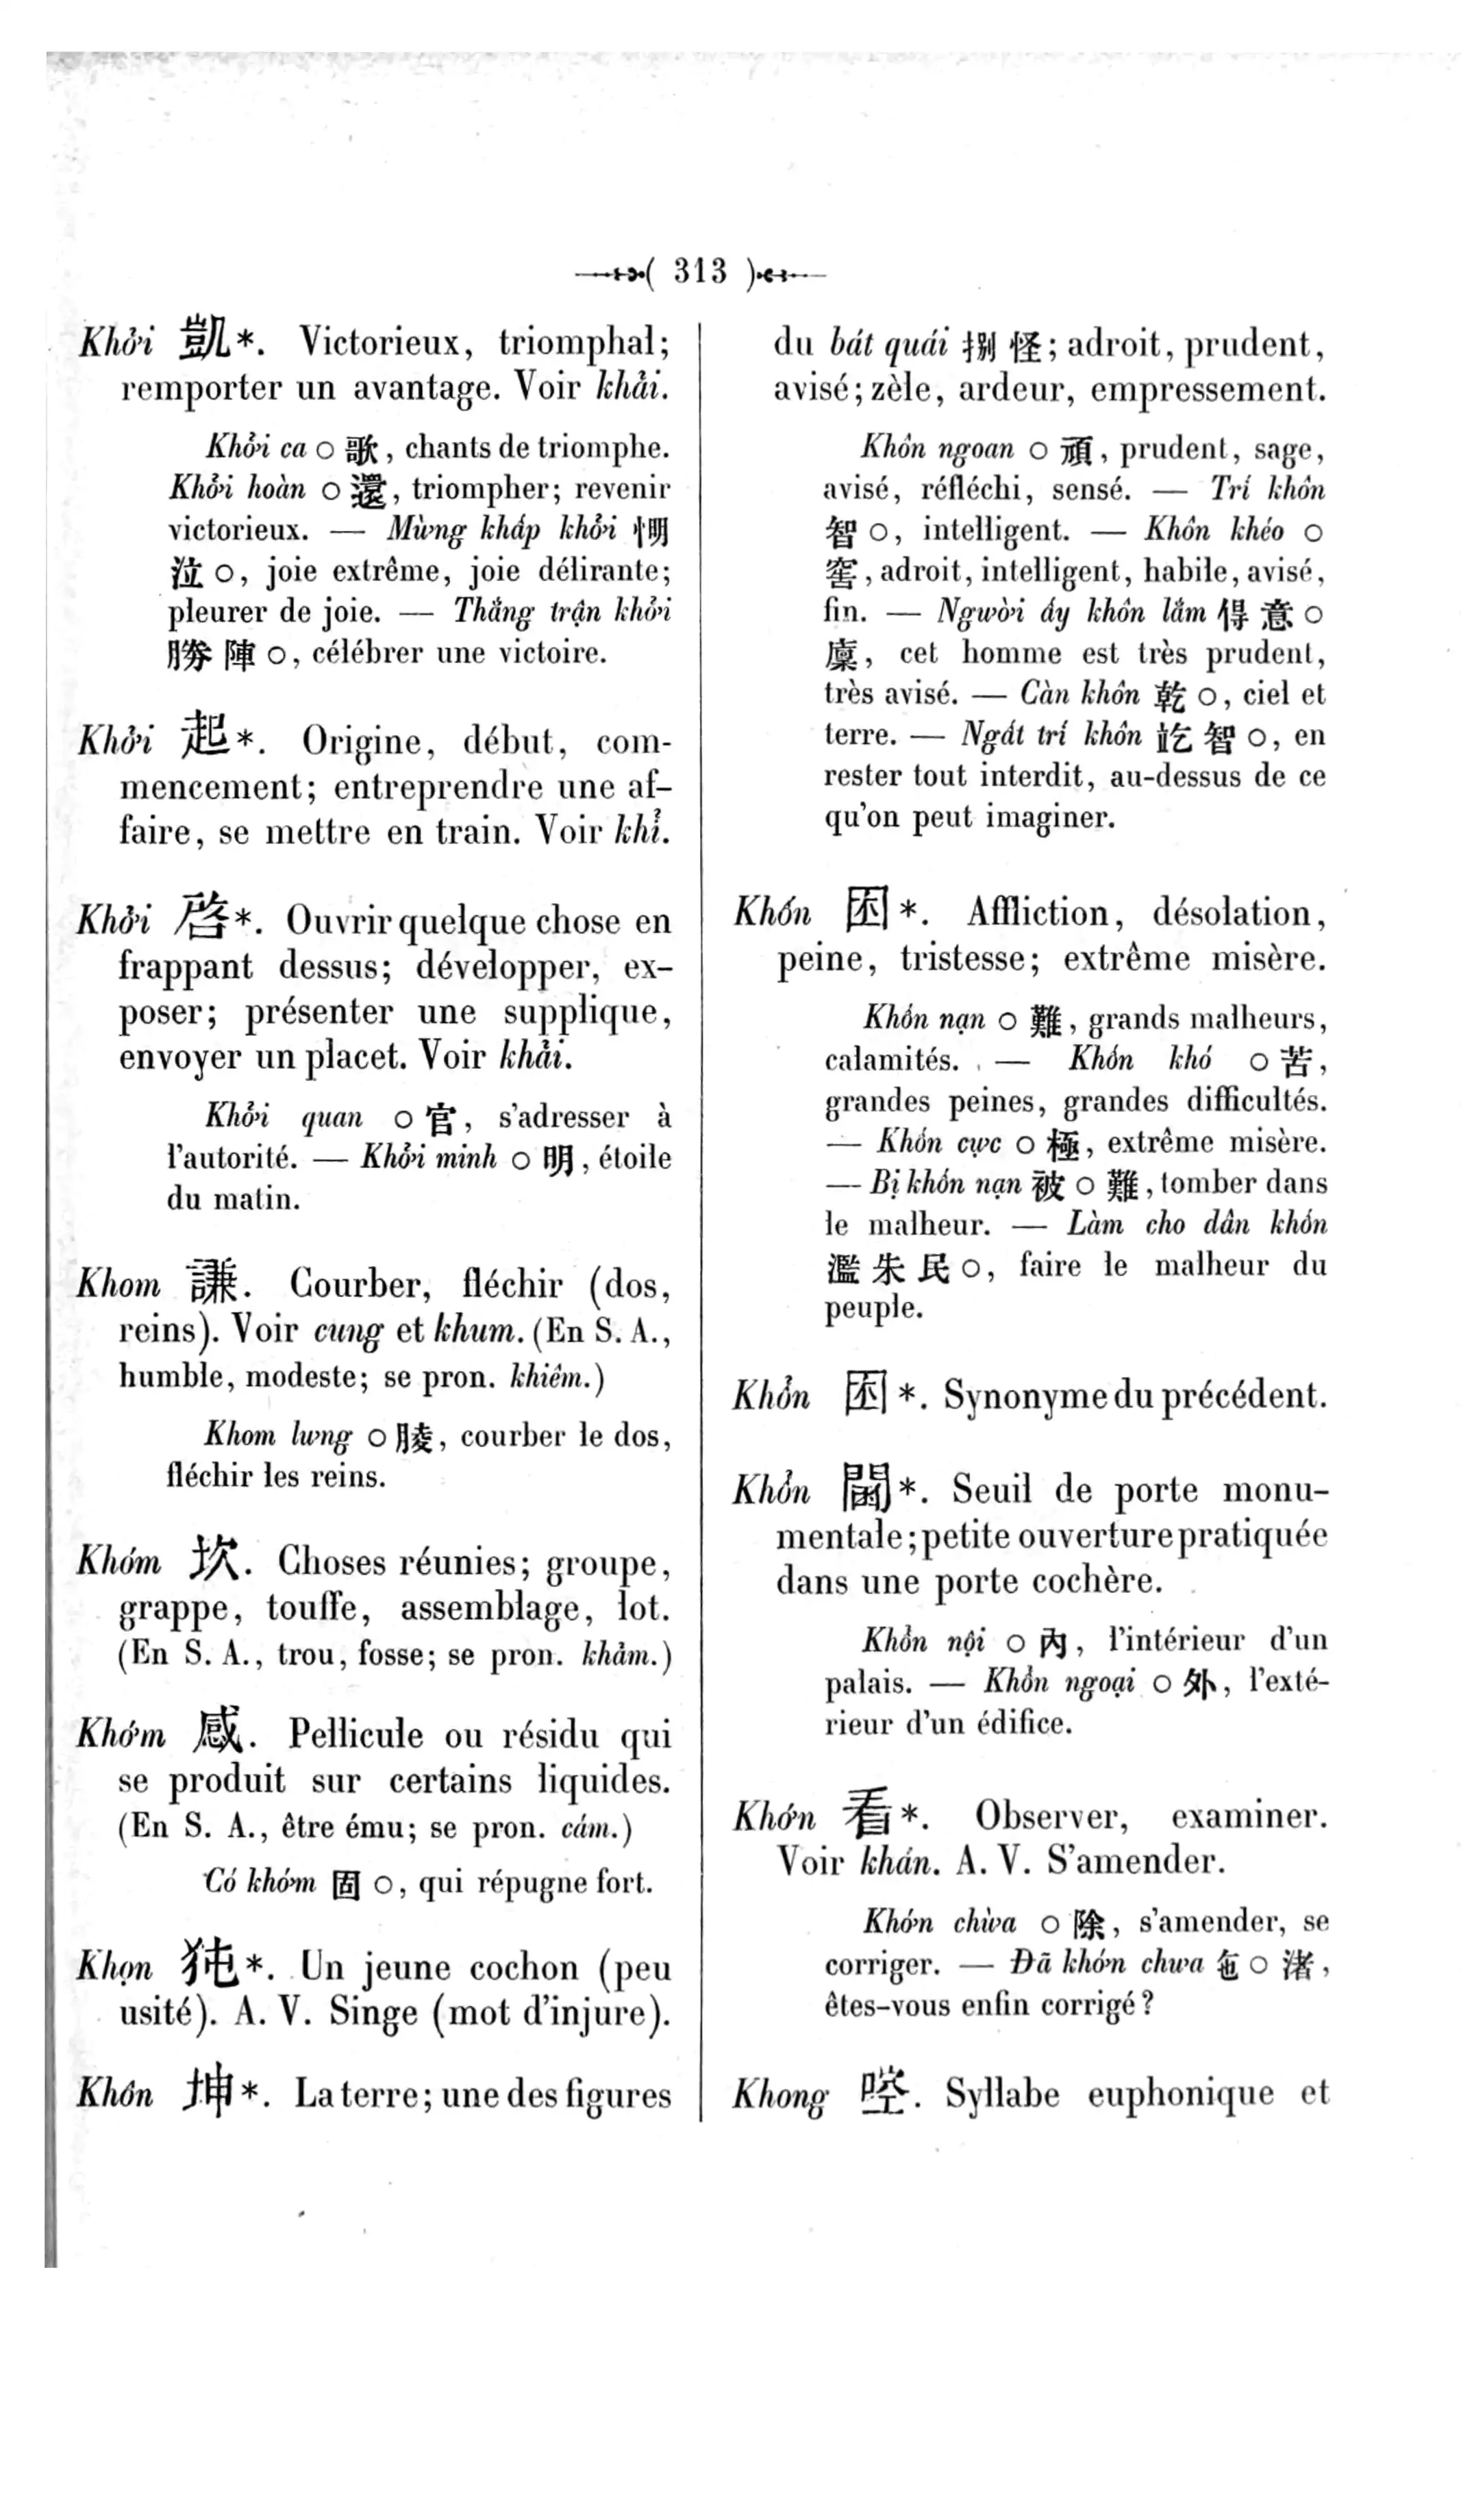 ( 313 )
Khởi 凱*. Victorieux, triomphal;
remporter un avantage. Voir khải.
Khởi ca ○ 歌, chants de triomphe.
Khởi hoàn ○ 還, triompher; revenir
victorieux. — Mừng khấp khởi 𢜏
泣 ○, joie extrême, joie délirante;
pleurer de joie. — Thắng trận khởi
勝 陣 ○, célébrer une victoire.
Khởi 起*. Origine, début, com-
mencement; entreprendre une af-
faire, se mettre en train. Voir khỉ.
Khởi 啓*. Ouvrir quelque chose en
frappant dessus; développer, ex-
poser; présenter une supplique,
envoyer un placet. Voir khải.
Khởi quan ○ 官, s'adresser à
l'autorité. — Khởi minh ○ 明, étoile
du matin.
Khom 謙. Courber, fléchir (dos,
reins). Voir cung et khum. (En S. A.,
humble, modeste; se pron. khiêm.)
Khom lưng ○ 䏠, courber le dos,
fléchir les reins.
Khóm 坎. Choses réunies; groupe,
grappe, touffe, assemblage, lot.
(En S. A., trou, fosse; se pron. khảm.)
Khớm 感. Pellicule ou résidu qui
se produit sur certains liquides.
(En S. A., être ému; se pron. cám.)
Có khớm 固 ○, qui répugne fort.
Khọn 㹠*. Un jeune cochon (peu
usité). A. V. Singe (mot d'injure).
Khôn 坤*. La terre; une des figures
du bát quái 捌 怪; adroit, prudent,
avisé; zèle, ardeur, empressement.
Khôn ngoan ○ 頑, prudent, sage,
avisé, réfléchi, sensé. — Trí khôn
智 ○, intelligent. — Khôn khéo ○
窖, adroit, intelligent, habile, avisé,
fin. — Người ấy khôn lắm 得 意 ○
廩, cet homme est très prudent,
très avisé. — Càn khôn 乾 ○, ciel et
terre. — Ngát trí khôn 訖 智 ○, en
rester tout interdit, au-dessus de ce
qu'on peut imaginer.
Khốn 困*. Affliction, désolation,
peine, tristesse; extrême misère.
Khốn nạn ○ 難, grands malheurs,
calamités. — Khốn khó ○ 苦,
grandes peines, grandes difficultés.
— Khốn cực ○ 極, extrême misère.
— Bị khốn nạn 被 ○ 難, tomber dans
le malheur. — Làm cho dân khốn
濫 朱 民 ○, faire le malheur du
peuple.
Khổn 困*. Synonyme du précédent.
Khổn 閫*. Seuil de porte monu-
mentale; petite ouverture pratiquée
dans une porte cochère.
Khổn nội ○ 內, l'intérieur d'un
palais. — Khổn ngoại ○ 外, l'exté-
rieur d'un édifice.
Khớn 看*. Observer, examiner.
Voir khán. A. V. S'amender.
Khớn chừa ○ 除, s'amender, se
corriger. — Đã khớn chưa 㐌 ○ 渚,
êtes-vous enfin corrigé?
Khong 啌. Syllabe euphonique et